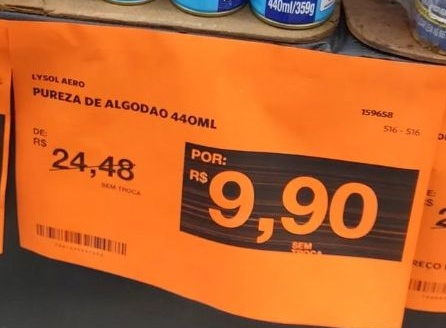 440ml/359g
LYSOL AERO
PUREZA DE ALGODAO 440ML
159658
516 - 516
DE:
R$
24,48
SEM TROCA
POR:
R$
9,90
SEM
TROCA